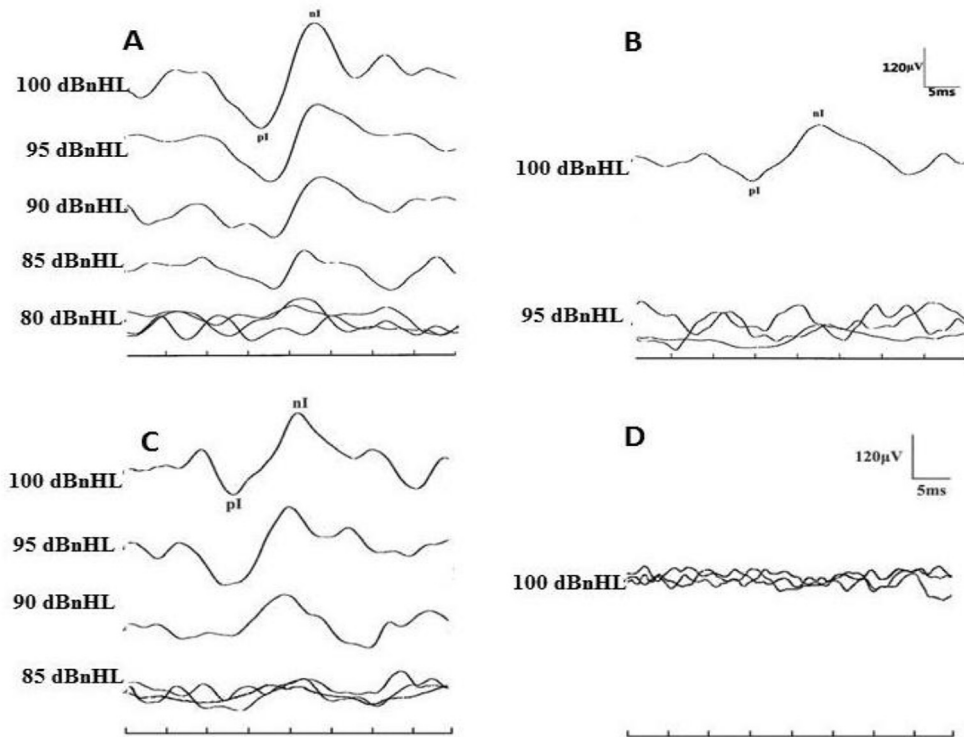 A
nI
100 dBnHL
pI
95 dBnHL
90 dBnHL
85 dBnHL
80 dBnHL
B
120µV
5ms
nI
100 dBnHL
pI
95 dBnHL
C
nI
100 dBnHL
pI
95 dBnHL
90 dBnHL
85 dBnHL
D
120µV
5ms
100 dBnHL